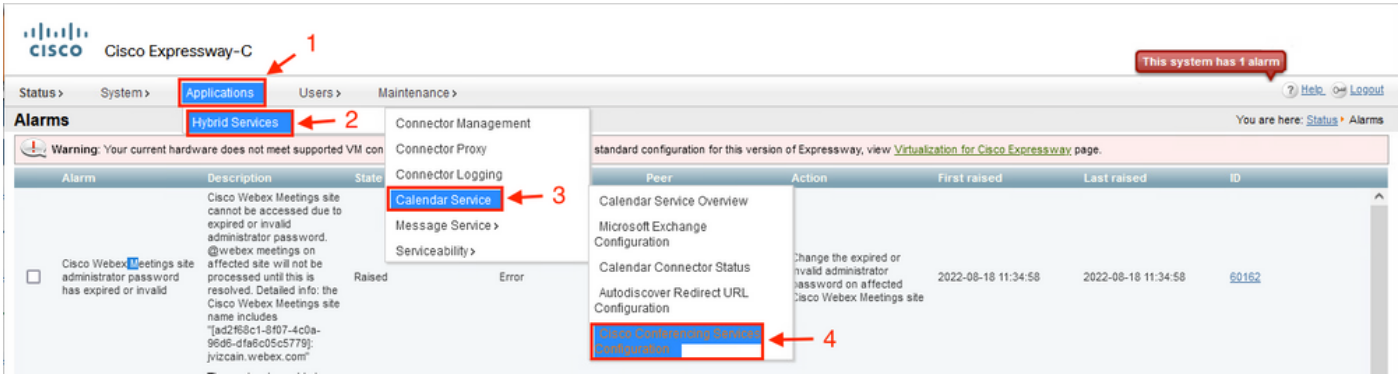 CISCO Cisco Expressway-C
1
This system has 1 alarm
Status > System > Applications Users > Maintenance >
Help Logout
Alarms
Hybrid Services
2
You are here: Status Alarms
Connector Management
Connector Proxy
Connector Logging
Calendar Service
3
Message Service >
Serviceability >
Warning: Your current hardware does not meet supported VM con
standard configuration for this version of Expressway, view Virtualization for Cisco Expressway page.
Alarm Description State Peer Action First raised Last raised ID
Calendar Service Overview
Microsoft Exchange
Configuration
Calendar Connector Status
Autodiscover Redirect URL
Configuration
Cisco Conferencing Services
Configuration
4
Cisco Webex Meetings site
administrator password
has expired or invalid
Cisco Webex Meetings site
cannot be accessed due to
expired or invalid
administrator password.
@webex meetings on
affected site will not be
processed until this is
resolved. Detailed info: the
Cisco Webex Meetings site
name includes
"[ad2f68c1-8f07-4c0a-
96d6-dfa6c05c5779]:
jvizcain.webex.com"
Raised
Error
Change the expired or
invalid administrator
password on affected
Cisco Webex Meetings site
2022-08-18 11:34:58
2022-08-18 11:34:58
60162